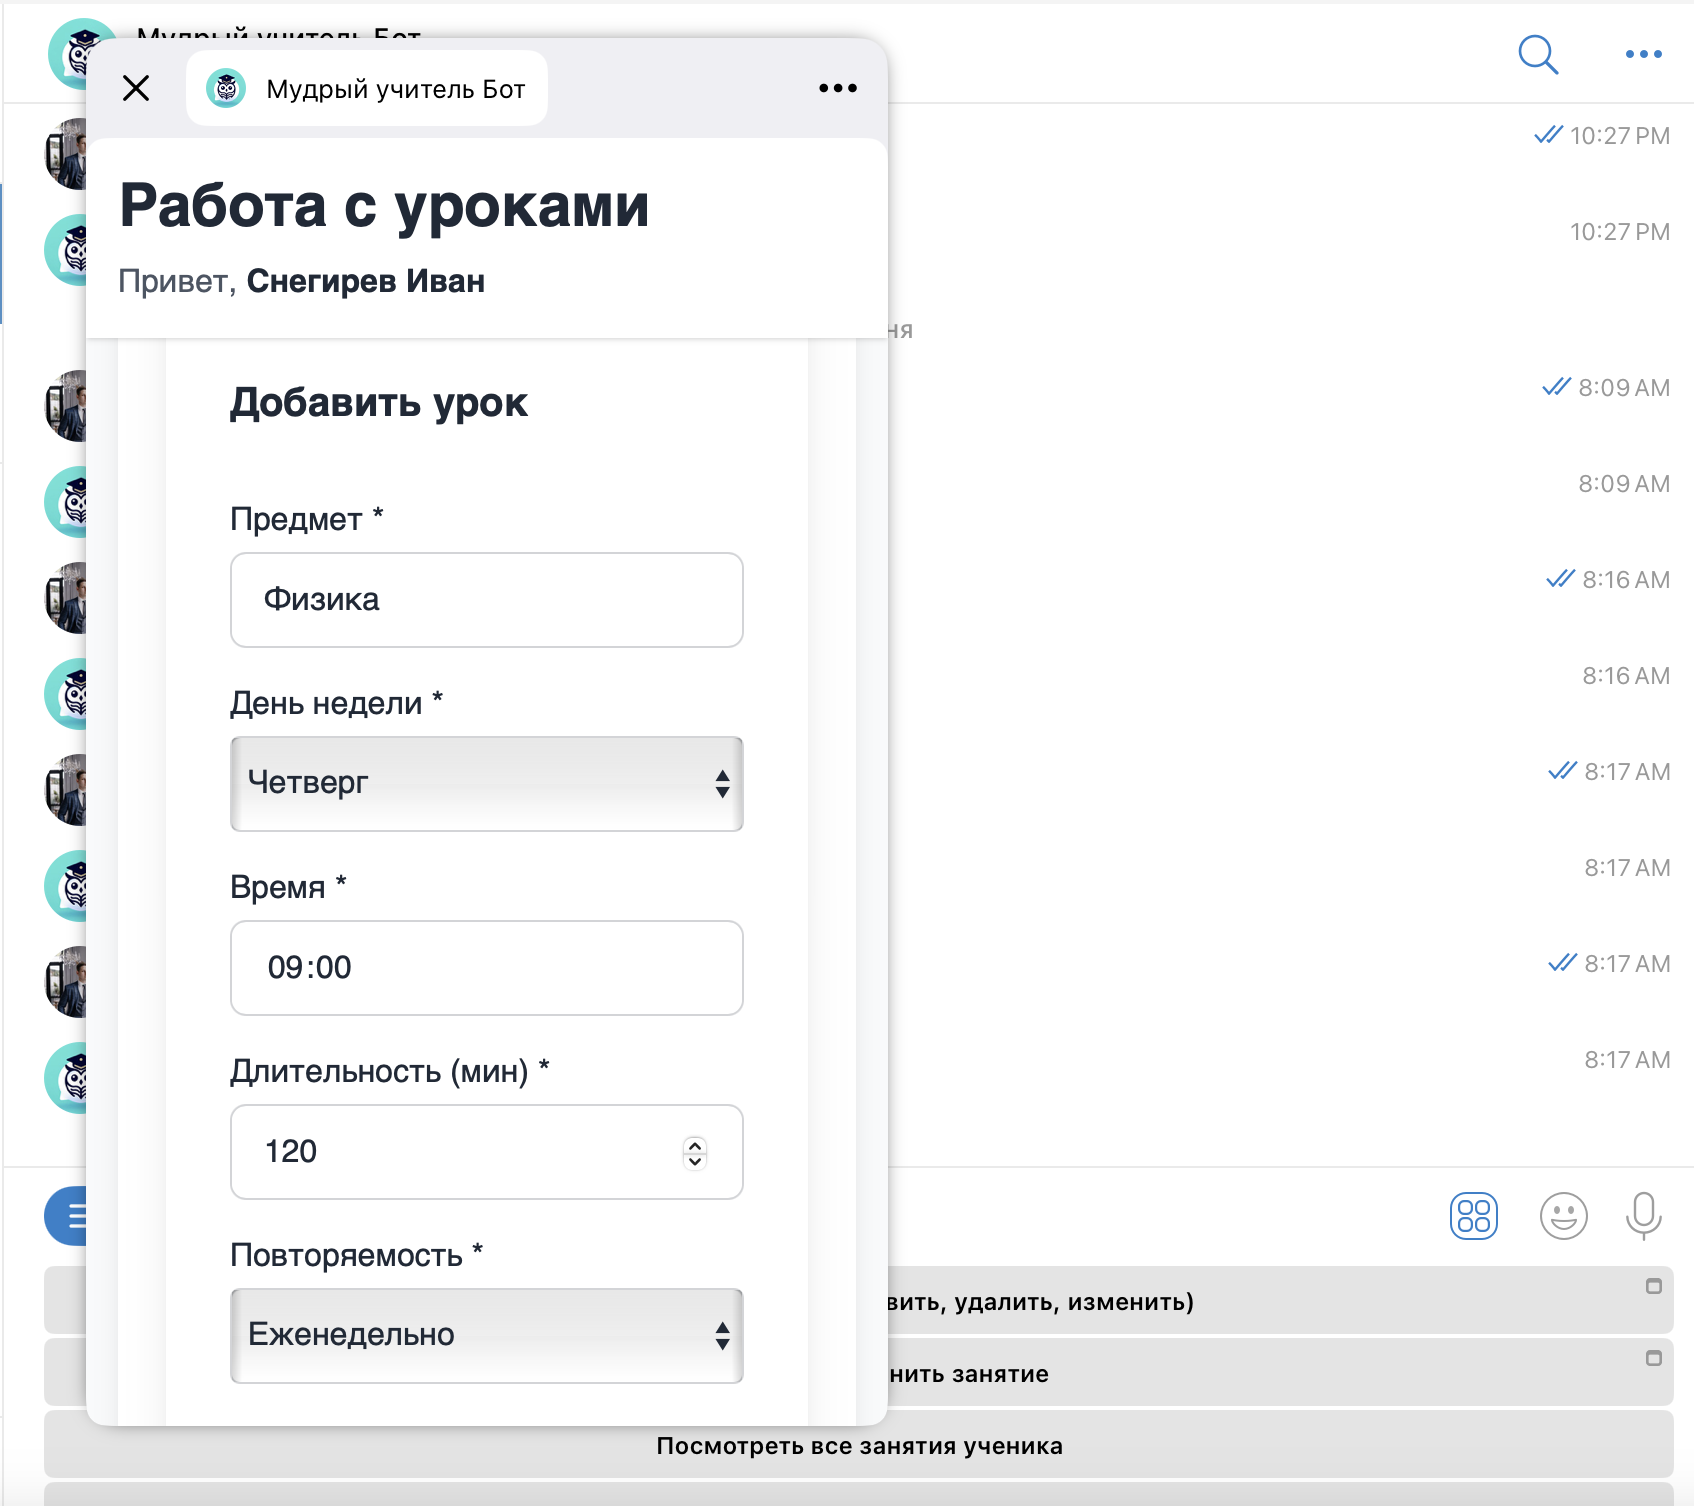 Мудрый учитель Бот
Мудрый учитель Бот
10:27 PM
Работа с уроками
10:27 PM
Привет, Снегирев Иван
ня
Добавить урок
8:09 AM
8:09 AM
Предмет *
8:16 AM
Физика
8:16 AM
День недели *
8:17 AM
Четверг
8:17 AM
Время *
8:17 AM
09:00
8:17 AM
Длительность (мин) *
120
Повторяемость *
вить, удалить, изменить)
Еженедельно
нить занятие
Посмотреть все занятия ученика